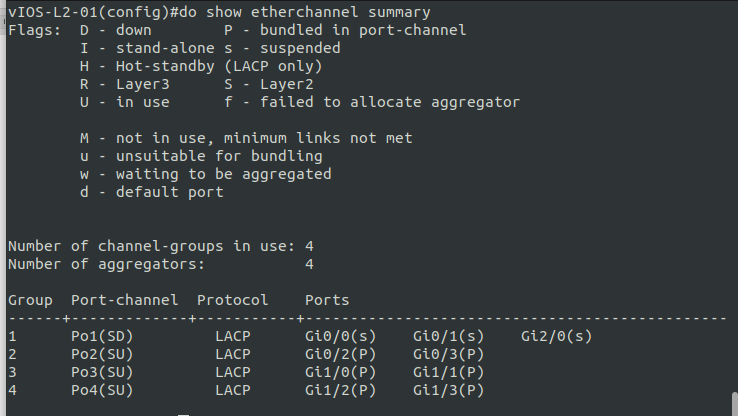 vIOS-L2-01(config)#do show etherchannel summary
Flags:  D - down        P - bundled in port-channel
        I - stand-alone s - suspended
        H - Hot-standby (LACP only)
        R - Layer3      S - Layer2
        U - in use      f - failed to allocate aggregator
        M - not in use, minimum links not met
        u - unsuitable for bundling
        w - waiting to be aggregated
        d - default port
Number of channel-groups in use: 4
Number of aggregators:           4
Group  Port-channel  Protocol    Ports
------+-------------+-----------+-----------------------------------------------
1      Po1(SD)         LACP      Gi0/0(s)    Gi0/1(s)    Gi2/0(s)
2      Po2(SU)         LACP      Gi0/2(P)    Gi0/3(P)
3      Po3(SU)         LACP      Gi1/0(P)    Gi1/1(P)
4      Po4(SU)         LACP      Gi1/2(P)    Gi1/3(P)